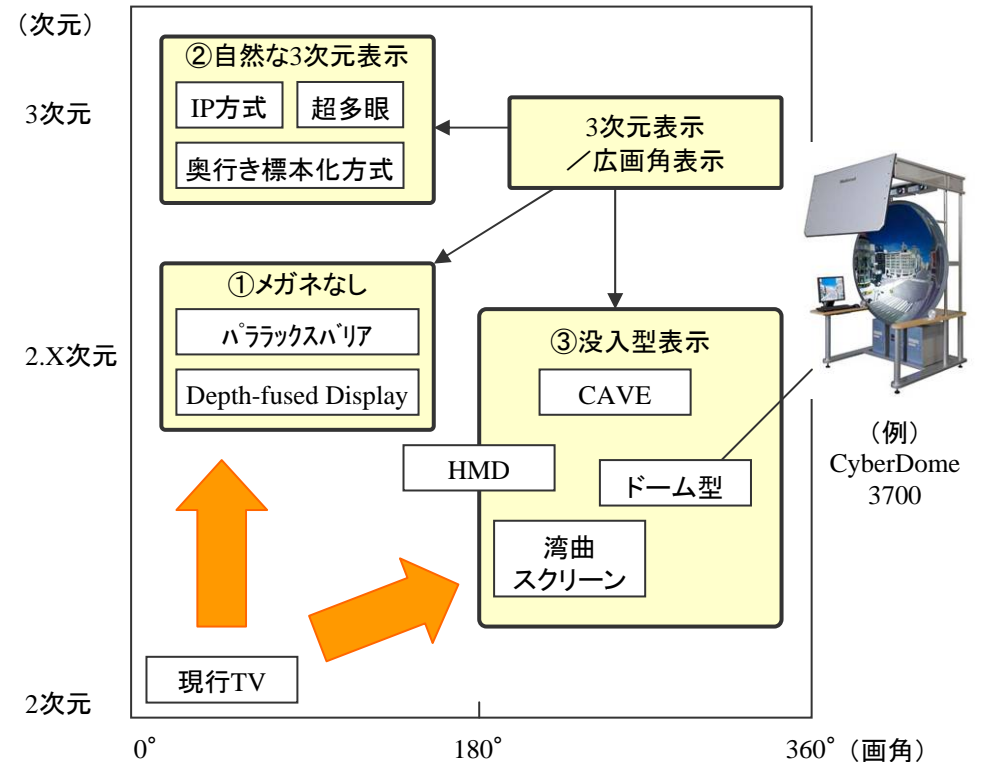 (次元)
②自然な3次元表示
IP方式
超多眼
奥行き標本化方式
3次元
3次元表示
／広画角表示
①メガネなし
ﾊﾟﾗﾗｯｸｽﾊﾞﾘｱ
Depth-fused Display
2.X次元
③没入型表示
CAVE
HMD
ドーム型
湾曲
スクリーン
(例)
CyberDome
3700
現行TV
2次元
0°
180°
360°
(画角)